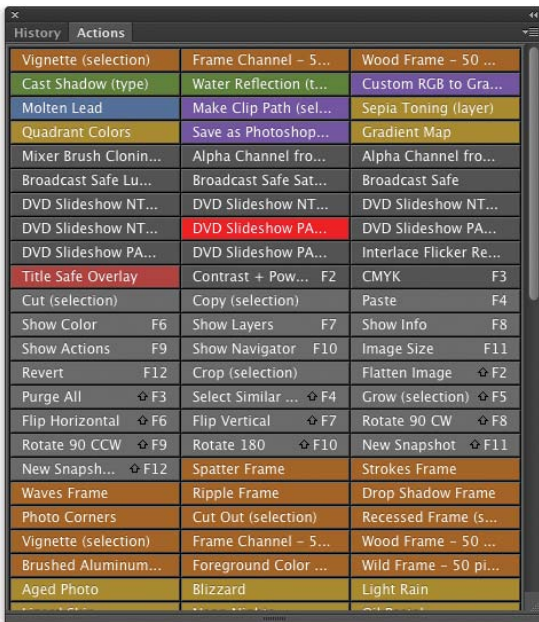 History Actions
Vignette (selection) Frame Channel – 5... Wood Frame – 50 ...
Cast Shadow (type) Water Reflection (t... Custom RGB to Gra...
Molten Lead Make Clip Path (sel... Sepia Toning (layer)
Quadrant Colors Save as Photoshop... Gradient Map
Mixer Brush Clonin... Alpha Channel fro... Alpha Channel fro...
Broadcast Safe Lu... Broadcast Safe Sat... Broadcast Safe
DVD Slideshow NT... DVD Slideshow NT... DVD Slideshow NT...
DVD Slideshow NT... DVD Slideshow PA... DVD Slideshow PA...
DVD Slideshow PA... DVD Slideshow PA... Interlace Flicker Re...
Title Safe Overlay Contrast + Pow... F2 CMYK F3
Cut (selection) Copy (selection) Paste F4
Show Color F6 Show Layers F7 Show Info F8
Show Actions F9 Show Navigator F10 Image Size F11
Revert F12 Crop (selection) Flatten Image ⇧F2
Purge All ⇧F3 Select Similar ... ⇧F4 Grow (selection) ⇧F5
Flip Horizontal ⇧F6 Flip Vertical ⇧F7 Rotate 90 CW ⇧F8
Rotate 90 CCW ⇧F9 Rotate 180 ⇧F10 New Snapshot ⇧F11
New Snapsh... ⇧F12 Spatter Frame Strokes Frame
Waves Frame Ripple Frame Drop Shadow Frame
Photo Corners Cut Out (selection) Recessed Frame (s...
Vignette (selection) Frame Channel – 5... Wood Frame – 50 ...
Brushed Aluminum... Foreground Color ... Wild Frame – 50 pi...
Aged Photo Blizzard Light Rain